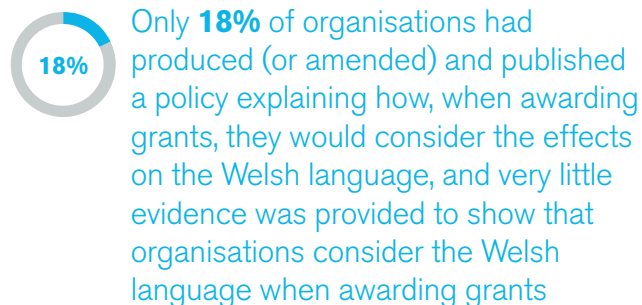 18%
Only 18% of organisations had
produced (or amended) and published
a policy explaining how, when awarding
grants, they would consider the effects
on the Welsh language, and very little
evidence was provided to show that
organisations consider the Welsh
language when awarding grants